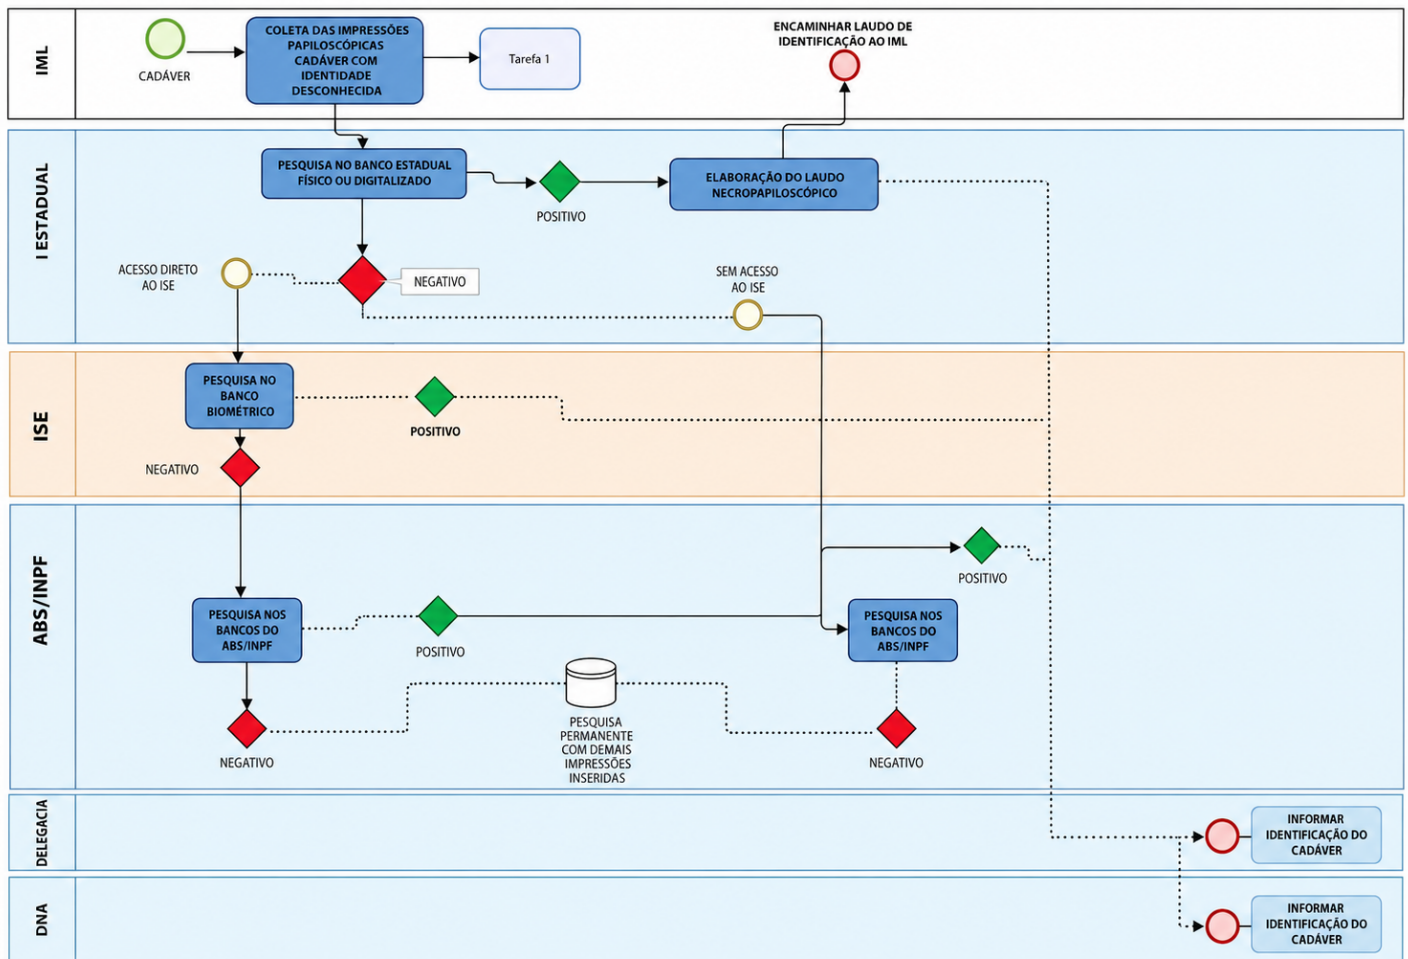 IML
CADÁVER
COLETA DAS IMPRESSÕES
PAPILOSCÓPICAS
CADÁVER COM
IDENTIDADE
DESCONHECIDA
Tarefa 1
ENCAMINHAR LAUDO DE
IDENTIFICAÇÃO AO IML
I ESTADUAL
PESQUISA NO BANCO ESTADUAL
FÍSICO OU DIGITALIZADO
POSITIVO
ELABORAÇÃO DO LAUDO
NECROPAPILOSCÓPICO
ACESSO DIRETO
AO ISE
NEGATIVO
SEM ACESSO
AO ISE
ISE
PESQUISA NO
BANCO
BIOMÉTRICO
POSITIVO
NEGATIVO
ABS/INPF
POSITIVO
PESQUISA NOS
BANCOS DO
ABS/INPF
POSITIVO
PESQUISA NOS
BANCOS DO
ABS/INPF
NEGATIVO
PESQUISA
PERMANENTE
COM DEMAIS
IMPRESSÕES
INSERIDAS
NEGATIVO
DELEGACIA
INFORMAR
IDENTIFICAÇÃO DO
CADÁVER
DNA
INFORMAR
IDENTIFICAÇÃO DO
CADÁVER